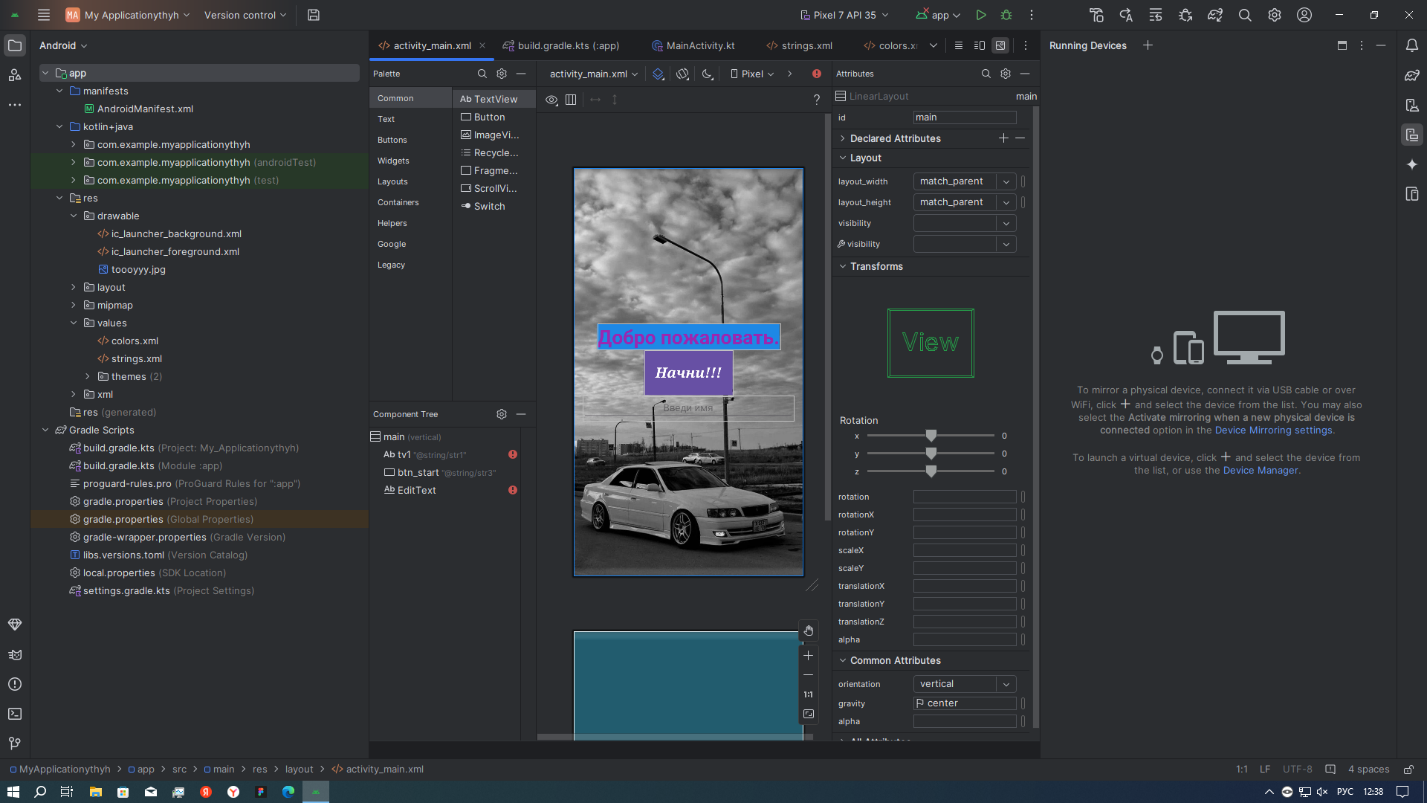 MA My Applicationythyh
Version control
Pixel 7 API 35
app
Android
activity_main.xml
build.gradle.kts (:app)
MainActivity.kt
strings.xml
colors.x
Running Devices
app
manifests
AndroidManifest.xml
kotlin+java
com.example.myapplicationythyh
com.example.myapplicationythyh (androidTest)
com.example.myapplicationythyh (test)
res
drawable
ic_launcher_background.xml
ic_launcher_foreground.xml
toooyyy.jpg
layout
mipmap
values
colors.xml
strings.xml
themes (2)
xml
res (generated)
Gradle Scripts
build.gradle.kts (Project: My_Applicationythyh)
build.gradle.kts (Module :app)
proguard-rules.pro (ProGuard Rules for ":app")
gradle.properties (Project Properties)
gradle.properties (Global Properties)
gradle-wrapper.properties (Gradle Version)
libs.versions.toml (Version Catalog)
local.properties (SDK Location)
settings.gradle.kts (Project Settings)
Palette
Common
Text
Buttons
Widgets
Layouts
Containers
Helpers
Google
Legacy
Ab TextView
Button
ImageVi...
Recycle...
Fragme...
ScrollVi...
Switch
Component Tree
main (vertical)
Ab tv1 "@string/str1"
btn_start "@string/str3"
Ab EditText
activity_main.xml
Pixel
?
Добро пожаловать.
Начни!!!
Введи имя
1:1
Attributes
LinearLayout
main
id
main
Declared Attributes
Layout
layout_width
match_parent
layout_height
match_parent
visibility
visibility
Transforms
View
Rotation
x
0
y
0
z
0
rotation
rotationX
rotationY
scaleX
scaleY
translationX
translationY
translationZ
alpha
Common Attributes
orientation
vertical
gravity
center
alpha
To mirror a physical device, connect it via USB cable or over
WiFi, click + and select the device from the list. You may also
select the Activate mirroring when a new physical device is
connected option in the Device Mirroring settings.
To launch a virtual device, click + and select the device from
the list, or use the Device Manager.
MyApplicationythyh > app > src > main > res > layout > activity_main.xml
1:1
LF
UTF-8
4 spaces
РУС
12:38